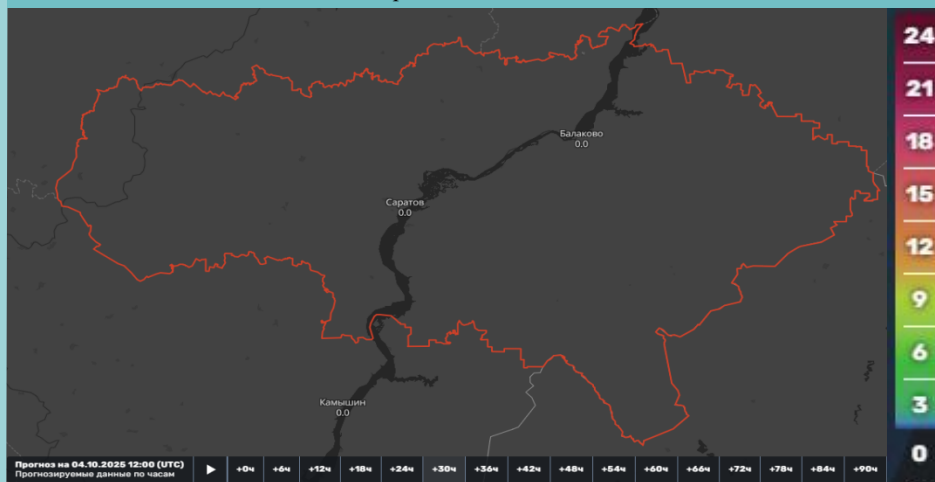 24
21
18
15
12
9
6
3
0
Балаково
0.0
Саратов
0.0
Камышин
0.0
Прогноз на 04.10.2025 12:00 (UTC)
Прогнозируемые данные по часам
+0ч +6ч +12ч +18ч +24ч +30ч +36ч +42ч +48ч +54ч +60ч +66ч +72ч +78ч +84ч +90ч